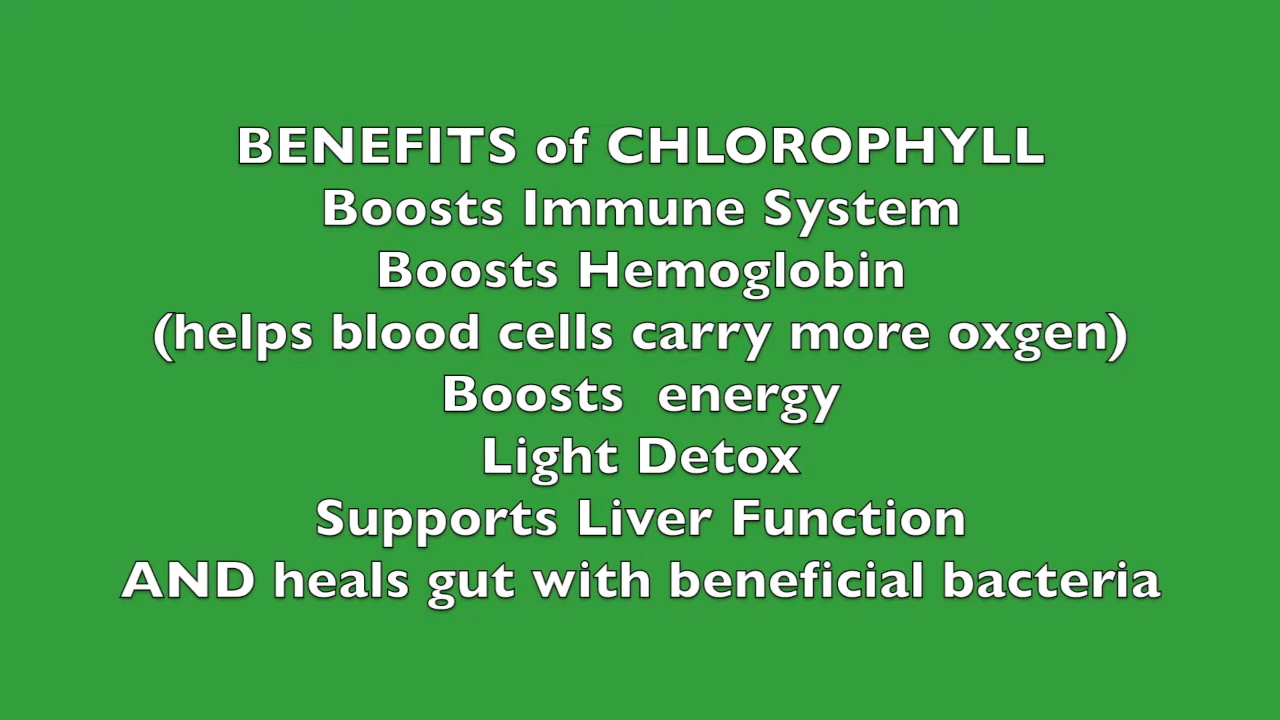 BENEFITS of CHLOROPHYLL
Boosts Immune System
Boosts Hemoglobin
(helps blood cells carry more oxgen)
Boosts  energy
Light Detox
Supports Liver Function
AND heals gut with beneficial bacteria